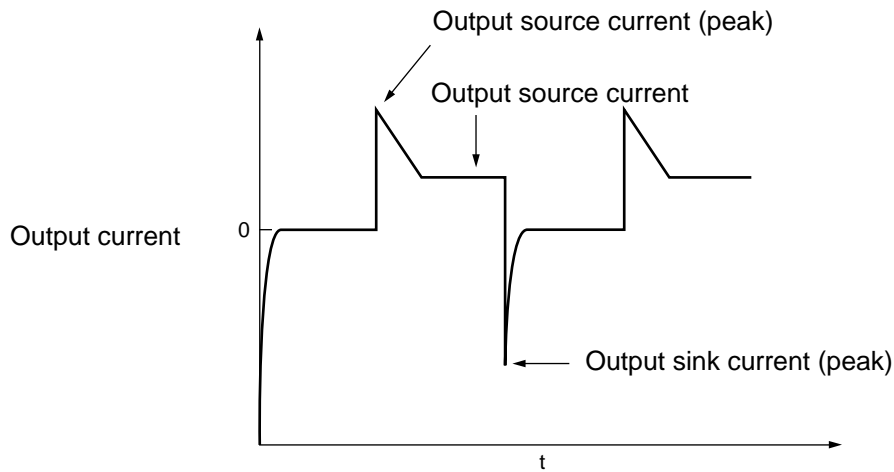 Output source current (peak)
Output source current
Output current
0
Output sink current (peak)
t